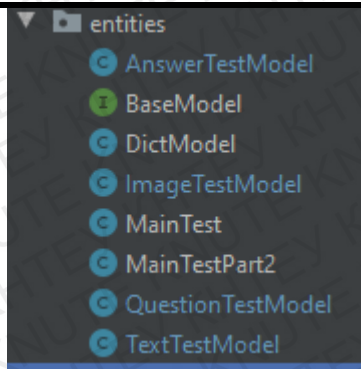 entities
AnswerTestModel
BaseModel
DictModel
ImageTestModel
MainTest
MainTestPart2
QuestionTestModel
TextTestModel